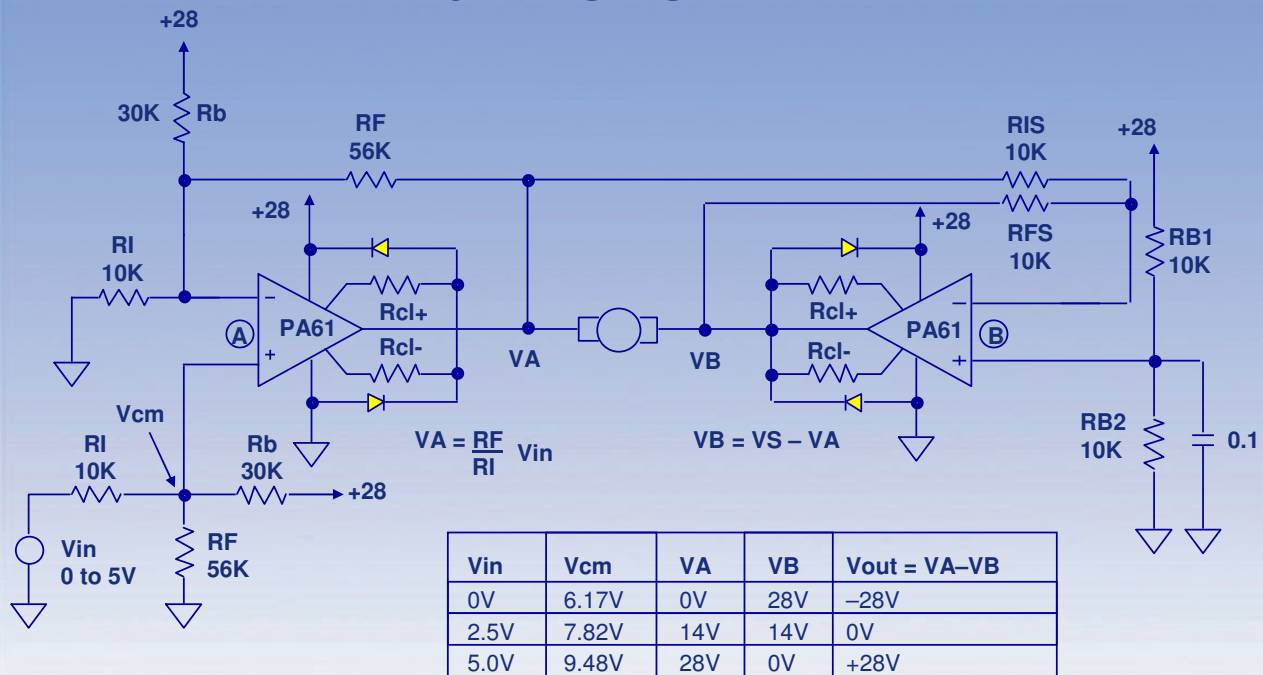 +28
30K Rb
RF
56K
RIS
10K
+28
+28
+28
RFS
10K
RB1
10K
RI
10K
−
+
A
PA61
Rcl+
Rcl-
VA
VB
Rcl+
Rcl-
PA61
−
+
B
Vcm
RI
10K
Rb
30K
+28
VA = RF
RI Vin
VB = VS – VA
RB2
10K
0.1
Vin
0 to 5V
RF
56K
Vin Vcm VA VB Vout = VA–VB
0V 6.17V 0V 28V –28V
2.5V 7.82V 14V 14V 0V
5.0V 9.48V 28V 0V +28V